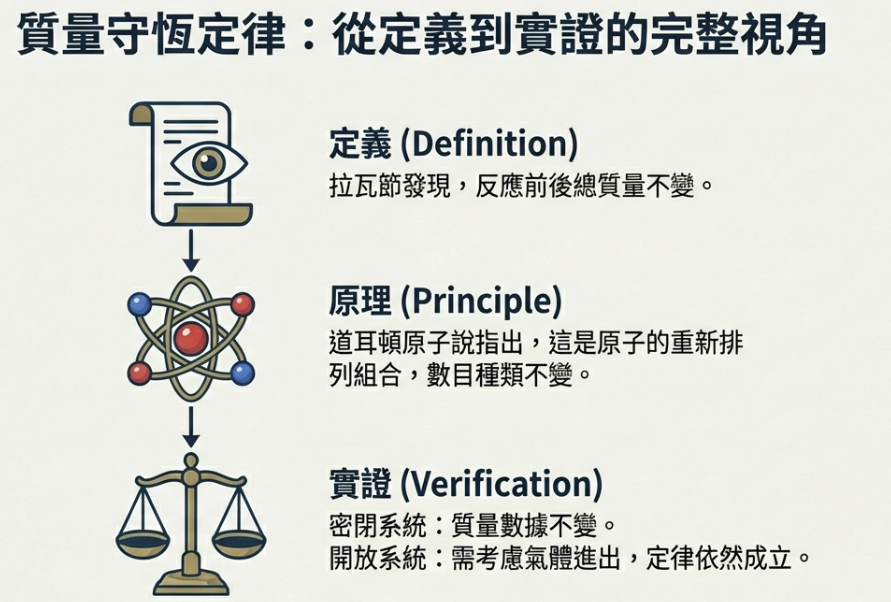 質量守恆定律：從定義到實證的完整視角
定義 (Definition)
拉瓦節發現，反應前後總質量不變。
原理 (Principle)
道耳頓原子說指出，這是原子的重新排
列組合，數目種類不變。
實證 (Verification)
密閉系統：質量數據不變。
開放系統：需考慮氣體進出，定律依然成立。